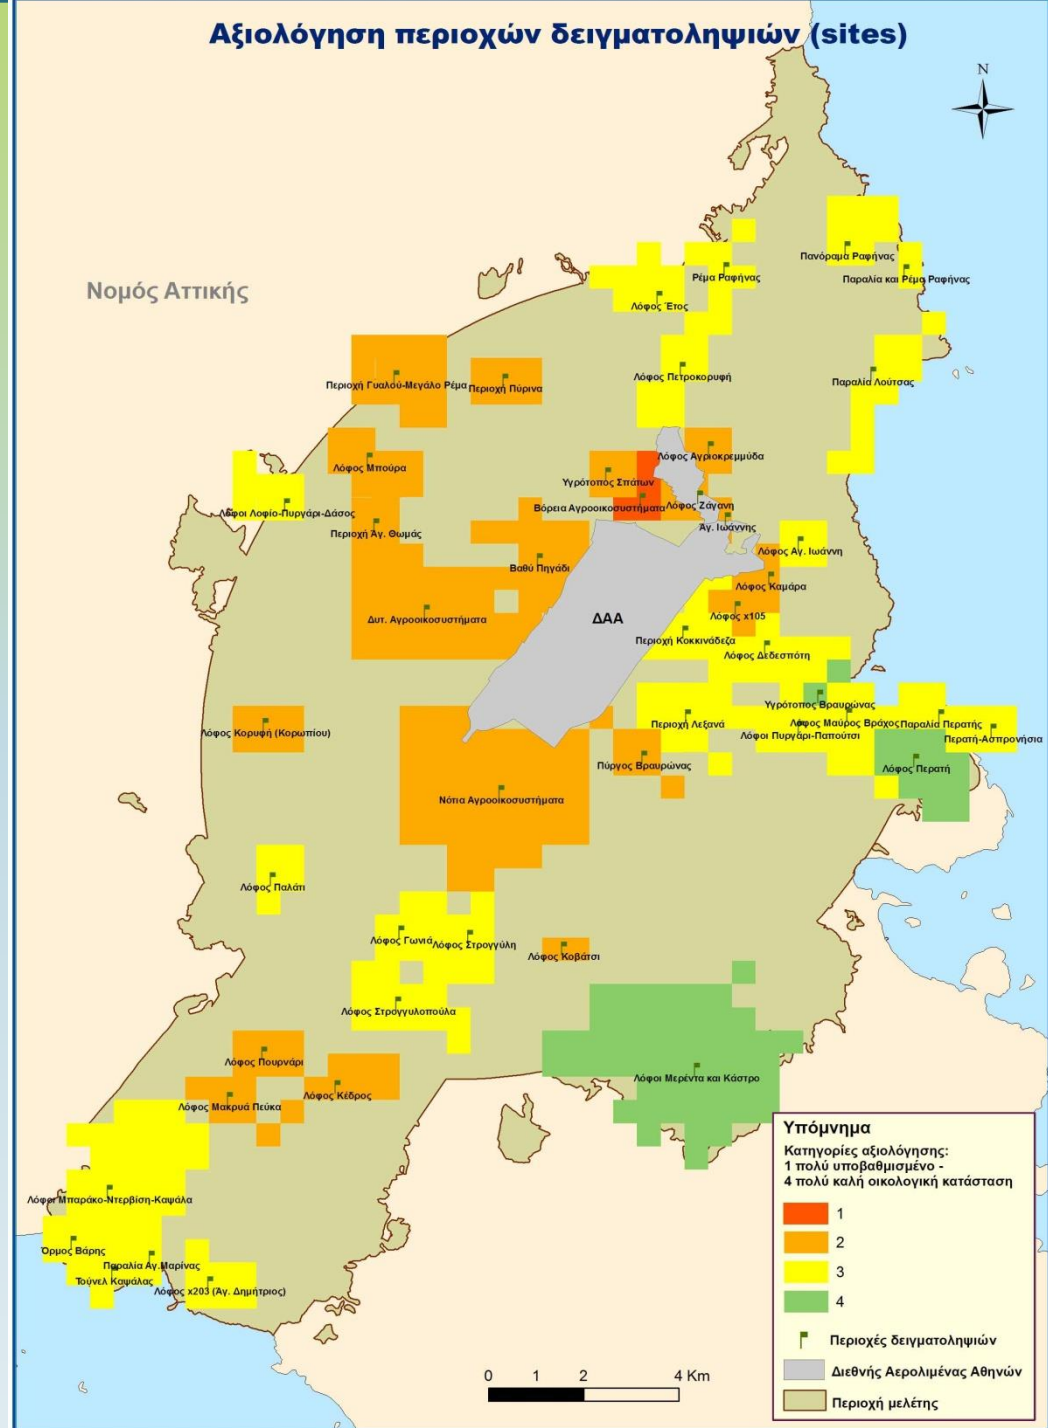 Αξιολόγηση περιοχών δειγματοληψιών (sites)
N
Νομός Αττικής
Πανόραμα Ραφήνας
Ρέμα Ραφήνας
Παραλία και Ρέμα Ραφήνας
Λόφος Έτος
Λόφος Πετροκορυφή
Παραλία Λούτσας
Περιοχή Γυαλού-Μεγάλο Ρέμα
Περιοχή Πύρινα
Λόφος Αγριοκρεμμύδα
Λόφος Μπούρα
Υγρότοπος Σπάτων
Βόρεια Αγροοικοσυστήματα
Λόφος Ζάγανη
Λόφοι Λοφίο-Πυργάρι-Δάσος
Περιοχή Άγ. Θωμάς
Άγ. Ιωάννης
Λόφος Αγ. Ιωάννη
Βαθύ Πηγάδι
Λόφος Καμάρα
Δυτ. Αγροοικοσυστήματα
ΔΑΑ
Λόφος x105
Περιοχή Κοκκινάδεζα
Λόφος Δεδεσπότη
Υγρότοπος Βραυρώνας
Λόφος Κορυφή (Κορωπίου)
Περιοχή Λεξανά
Λόφος Μαύρος Βράχος
Παραλία Περατής
Λόφοι Πυργάρι-Παπούτσι
Περατή-Ασπρονήσια
Πύργος Βραυρώνας
Λόφος Περατή
Νότια Αγροοικοσυστήματα
Λόφος Παλάτι
Λόφος Γωνιά
Λόφος Στρογγύλη
Λόφος Κοβάτσι
Λόφος Στρογγυλοπούλα
Λόφος Πουρνάρι
Λόφοι Μερέντα και Κάστρο
Λόφος Κέδρος
Λόφος Μακρυά Πεύκα
Λόφοι Μπαράκο-Ντερβίση-Καψάλα
Όρμος Βάρης
Παραλία Αγ.Μαρίνας
Τούνελ Καψάλας
Λόφος x203 (Άγ. Δημήτριος)
Υπόμνημα
Κατηγορίες αξιολόγησης:
1 πολύ υποβαθμισμένο -
4 πολύ καλή οικολογική κατάσταση
1
2
3
4
Περιοχές δειγματοληψιών
Διεθνής Αερολιμένας Αθηνών
Περιοχή μελέτης
0 1 2 4 Km